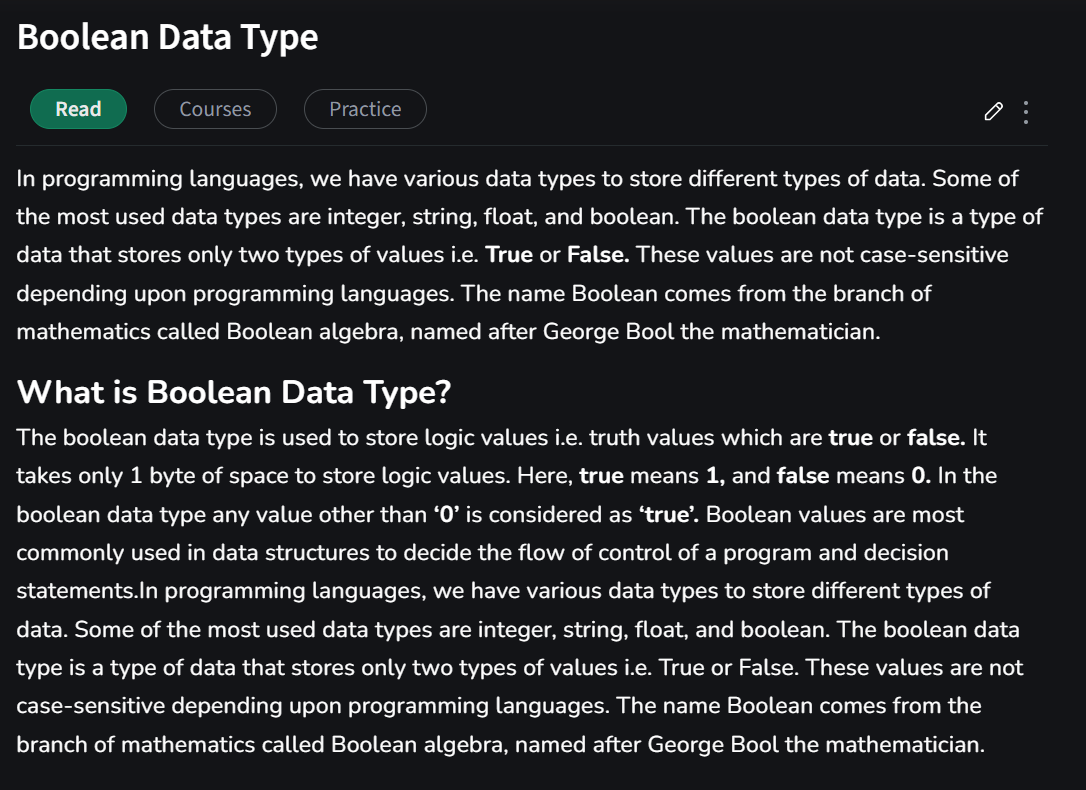 Boolean Data Type
Read
Courses
Practice
In programming languages, we have various data types to store different types of data. Some of
the most used data types are integer, string, float, and boolean. The boolean data type is a type of
data that stores only two types of values i.e. True or False. These values are not case-sensitive
depending upon programming languages. The name Boolean comes from the branch of
mathematics called Boolean algebra, named after George Bool the mathematician.
What is Boolean Data Type?
The boolean data type is used to store logic values i.e. truth values which are true or false. It
takes only 1 byte of space to store logic values. Here, true means 1, and false means 0. In the
boolean data type any value other than ‘0’ is considered as ‘true’. Boolean values are most
commonly used in data structures to decide the flow of control of a program and decision
statements.In programming languages, we have various data types to store different types of
data. Some of the most used data types are integer, string, float, and boolean. The boolean data
type is a type of data that stores only two types of values i.e. True or False. These values are not
case-sensitive depending upon programming languages. The name Boolean comes from the
branch of mathematics called Boolean algebra, named after George Bool the mathematician.